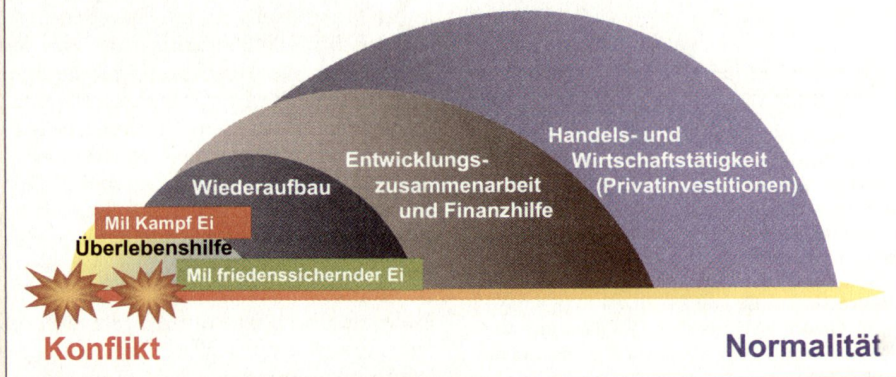 Handels- und
Wirtschaftstätigkeit
(Privatinvestitionen)
Entwicklungs-
zusammenarbeit
und Finanzhilfe
Wiederaufbau
Mil Kampf Ei
Überlebenshilfe
Mil friedenssichernder Ei
Konflikt
Normalität